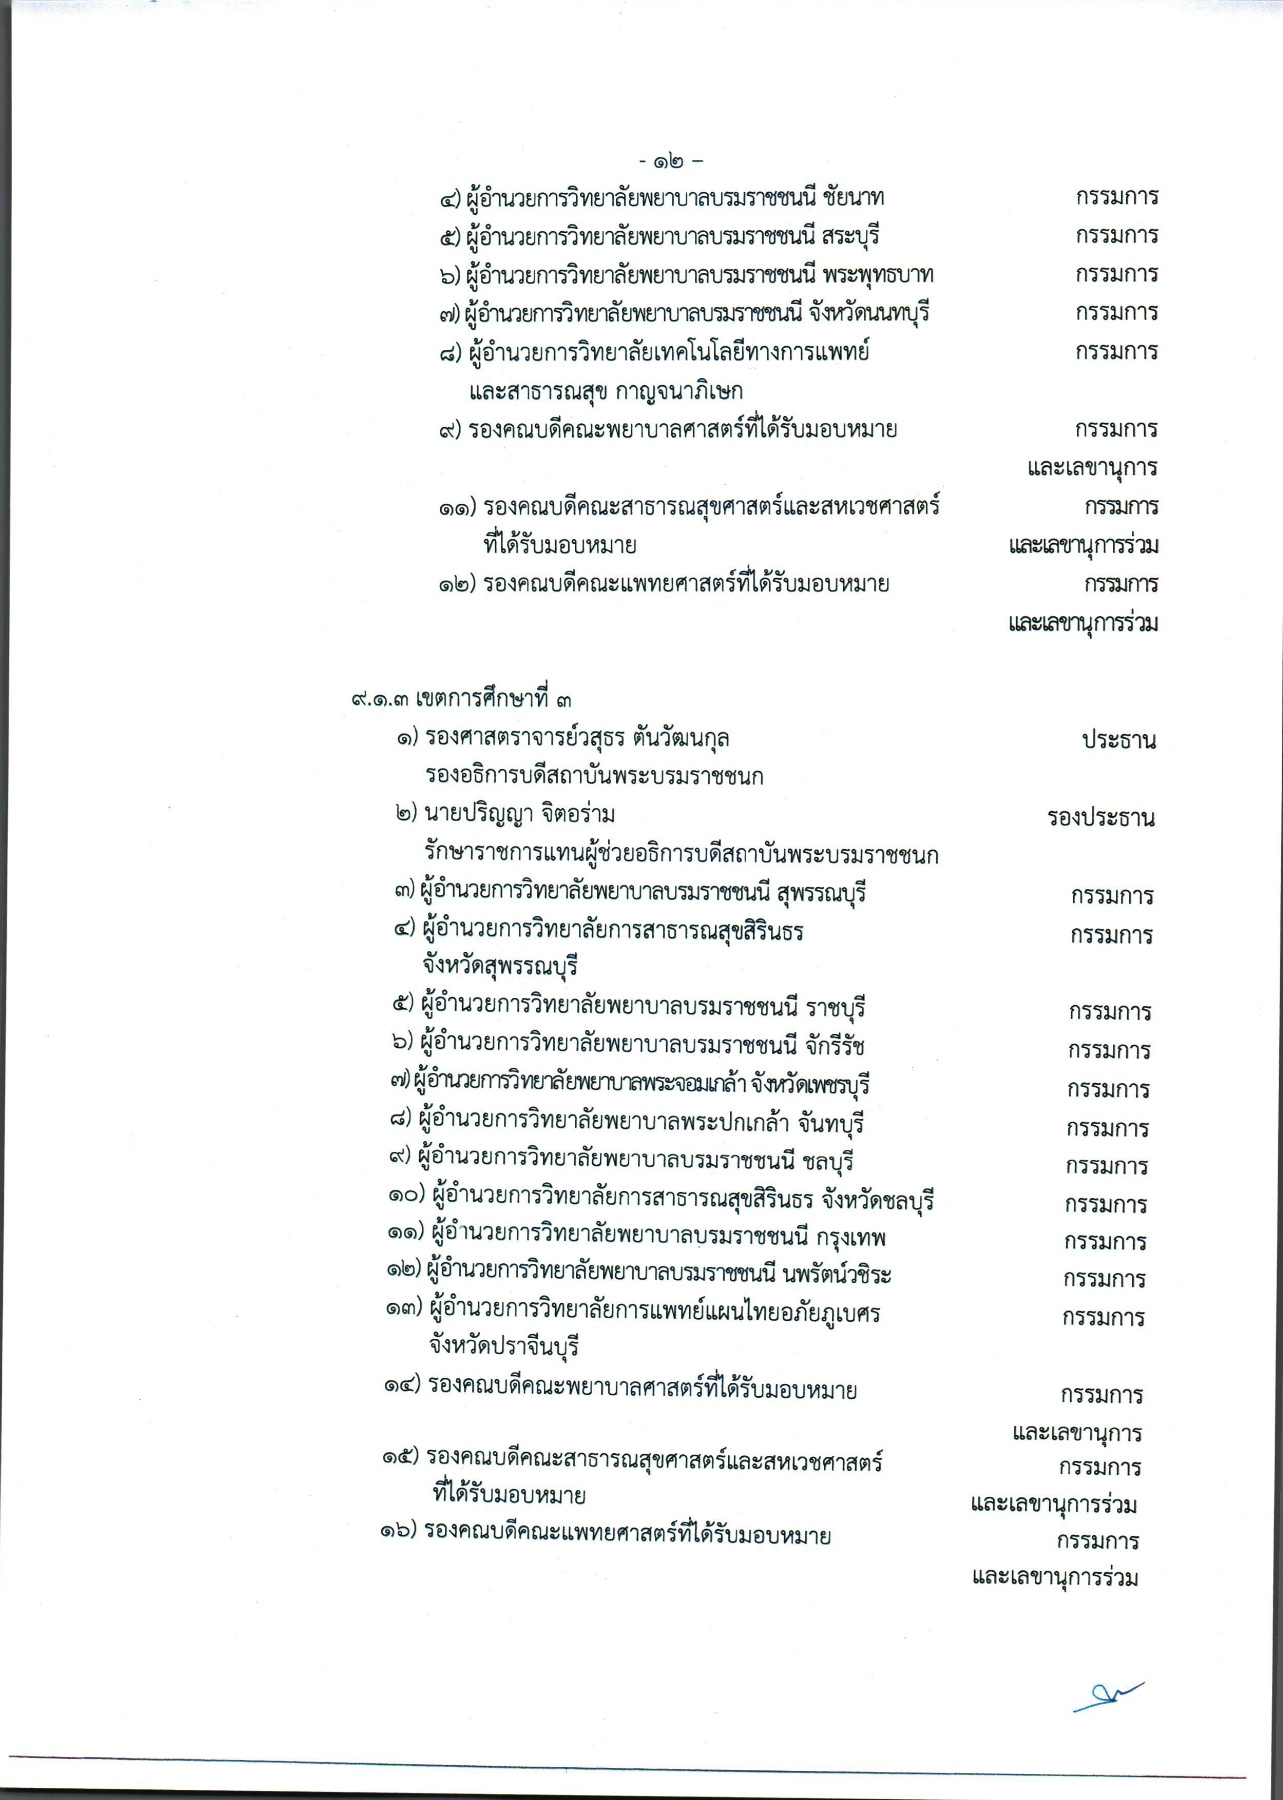 - ๑๒ –
๔) ผู้อำนวยการวิทยาลัยพยาบาลบรมราชชนนี ชัยนาท กรรมการ
๕) ผู้อำนวยการวิทยาลัยพยาบาลบรมราชชนนี สระบุรี กรรมการ
๖) ผู้อำนวยการวิทยาลัยพยาบาลบรมราชชนนี พระพุทธบาท กรรมการ
๗) ผู้อำนวยการวิทยาลัยพยาบาลบรมราชชนนี จังหวัดนนทบุรี กรรมการ
๘) ผู้อำนวยการวิทยาลัยเทคโนโลยีทางการแพทย์ กรรมการ
และสาธารณสุข กาญจนาภิเษก
๙) รองคณบดีคณะพยาบาลศาสตร์ที่ได้รับมอบหมาย กรรมการ
และเลขานุการ
๑๑) รองคณบดีคณะสาธารณสุขศาสตร์และสหเวชศาสตร์ กรรมการ
ที่ได้รับมอบหมาย และเลขานุการร่วม
๑๒) รองคณบดีคณะแพทยศาสตร์ที่ได้รับมอบหมาย กรรมการ
และเลขานุการร่วม
๙.๑.๓ เขตการศึกษาที่ ๓
๑) รองศาสตราจารย์วสุธร ตันวัฒนกุล ประธาน
รองอธิการบดีสถาบันพระบรมราชชนก
๒) นายปริญญา จิตอร่าม รองประธาน
รักษาราชการแทนผู้ช่วยอธิการบดีสถาบันพระบรมราชชนก
๓) ผู้อำนวยการวิทยาลัยพยาบาลบรมราชชนนี สุพรรณบุรี กรรมการ
๔) ผู้อำนวยการวิทยาลัยการสาธารณสุขสิรินธร กรรมการ
จังหวัดสุพรรณบุรี
๕) ผู้อำนวยการวิทยาลัยพยาบาลบรมราชชนนี ราชบุรี กรรมการ
๖) ผู้อำนวยการวิทยาลัยพยาบาลบรมราชชนนี จักรีรัช กรรมการ
๗) ผู้อำนวยการวิทยาลัยพยาบาลพระจอมเกล้า จังหวัดเพชรบุรี กรรมการ
๘) ผู้อำนวยการวิทยาลัยพยาบาลพระปกเกล้า จันทบุรี กรรมการ
๙) ผู้อำนวยการวิทยาลัยพยาบาลบรมราชชนนี ชลบุรี กรรมการ
๑๐) ผู้อำนวยการวิทยาลัยการสาธารณสุขสิรินธร จังหวัดชลบุรี กรรมการ
๑๑) ผู้อำนวยการวิทยาลัยพยาบาลบรมราชชนนี กรุงเทพ กรรมการ
๑๒) ผู้อำนวยการวิทยาลัยพยาบาลบรมราชชนนี นพรัตน์วชิระ กรรมการ
๑๓) ผู้อำนวยการวิทยาลัยการแพทย์แผนไทยอภัยภูเบศร กรรมการ
จังหวัดปราจีนบุรี
๑๔) รองคณบดีคณะพยาบาลศาสตร์ที่ได้รับมอบหมาย กรรมการ
และเลขานุการ
๑๕) รองคณบดีคณะสาธารณสุขศาสตร์และสหเวชศาสตร์ กรรมการ
ที่ได้รับมอบหมาย และเลขานุการร่วม
๑๖) รองคณบดีคณะแพทยศาสตร์ที่ได้รับมอบหมาย กรรมการ
และเลขานุการร่วม